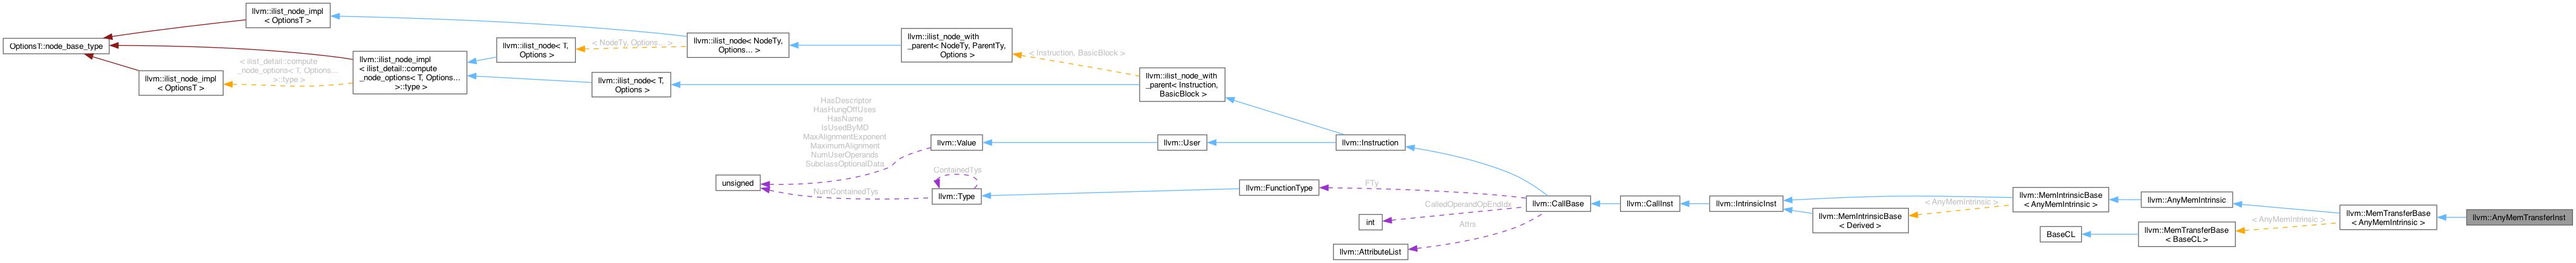 llvm::ilist_node_impl
< OptionsT >
OptionsT::node_base_type
llvm::ilist_node_impl
< OptionsT >
< ilist_detail::compute
_node_options< T, Options...
>::type >
llvm::ilist_node_impl
< ilist_detail::compute
_node_options< T, Options...
>::type >
llvm::ilist_node< T,
Options >
< NodeTy, Options... >
llvm::ilist_node< T,
Options >
llvm::ilist_node< NodeTy,
Options... >
llvm::ilist_node_with
_parent< NodeTy, ParentTy,
Options >
< Instruction, BasicBlock >
llvm::ilist_node_with
_parent< Instruction,
BasicBlock >
HasDescriptor
HasHungOffUses
HasName
IsUsedByMD
MaxAlignmentExponent
MaximumAlignment
NumUserOperands
SubclassOptionalData
unsigned
NumContainedTys
llvm::Value
ContainedTys
llvm::Type
llvm::User
llvm::FunctionType
llvm::Instruction
FTy
int
CalledOperandOpEndIdx
Attrs
llvm::AttributeList
llvm::CallBase
llvm::CallInst
llvm::IntrinsicInst
llvm::MemIntrinsicBase
< Derived >
< AnyMemIntrinsic >
llvm::MemIntrinsicBase
< AnyMemIntrinsic >
BaseCL
llvm::AnyMemIntrinsic
llvm::MemTransferBase
< BaseCL >
< AnyMemIntrinsic >
llvm::MemTransferBase
< AnyMemIntrinsic >
llvm::AnyMemTransferInst